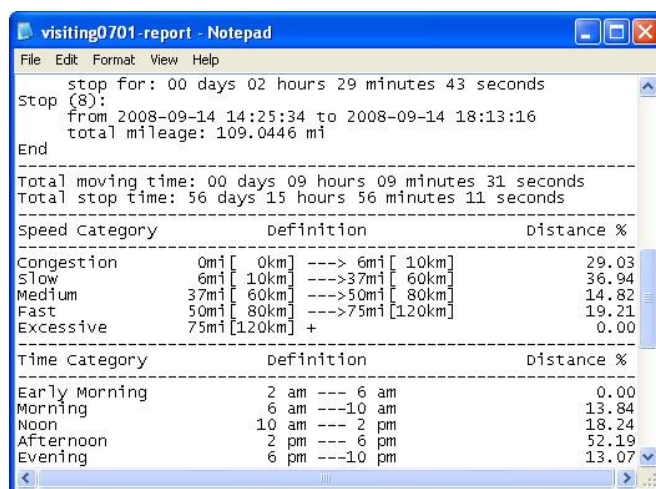 visiting0701-report - Notepad
File Edit Format View Help
stop for: 00 days 02 hours 29 minutes 43 seconds
Stop (8):
from 2008-09-14 14:25:34 to 2008-09-14 18:13:16
total mileage: 109.0446 mi
End
--------------------------------------------------------------
Total moving time: 00 days 09 hours 09 minutes 31 seconds
Total stop time: 56 days 15 hours 56 minutes 11 seconds
--------------------------------------------------------------
Speed Category Definition Distance %
--------------------------------------------------------------
Congestion 0mi[ 0km] ---> 6mi[ 10km] 29.03
Slow 6mi[ 10km] --->37mi[ 60km] 36.94
Medium 37mi[ 60km] --->50mi[ 80km] 14.82
Fast 50mi[ 80km] --->75mi[120km] 19.21
Excessive 75mi[120km] + 0.00
--------------------------------------------------------------
Time Category Definition Distance %
--------------------------------------------------------------
Early Morning 2 am --- 6 am 0.00
Morning 6 am ---10 am 13.84
Noon 10 am --- 2 pm 18.24
Afternoon 2 pm --- 6 pm 52.19
Evening 6 pm ---10 pm 13.07